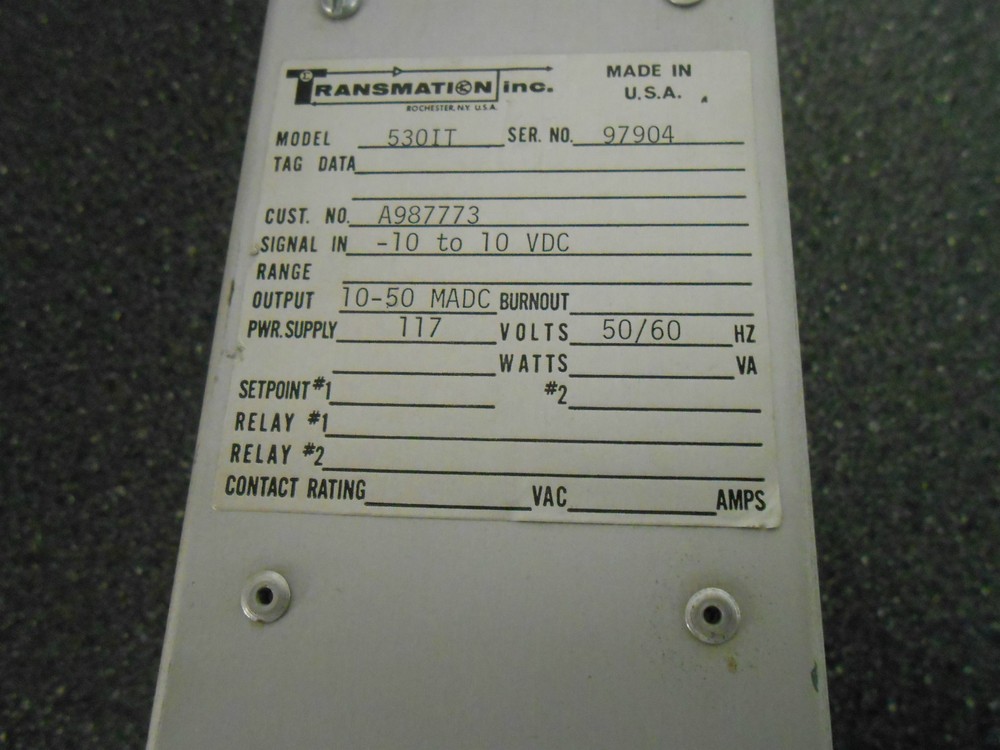 TRANSMATION inc. MADE IN
ROCHESTER, N.Y. U.S.A. U.S.A.
MODEL 530IT SER. NO. 97904
TAG DATA
CUST. NO. A987773
SIGNAL IN -10 to 10 VDC
RANGE
OUTPUT 10-50 MADC BURNOUT
PWR. SUPPLY 117 VOLTS 50/60 HZ
WATTS VA
SETPOINT #1 #2
RELAY #1
RELAY #2
CONTACT RATING VAC AMPS